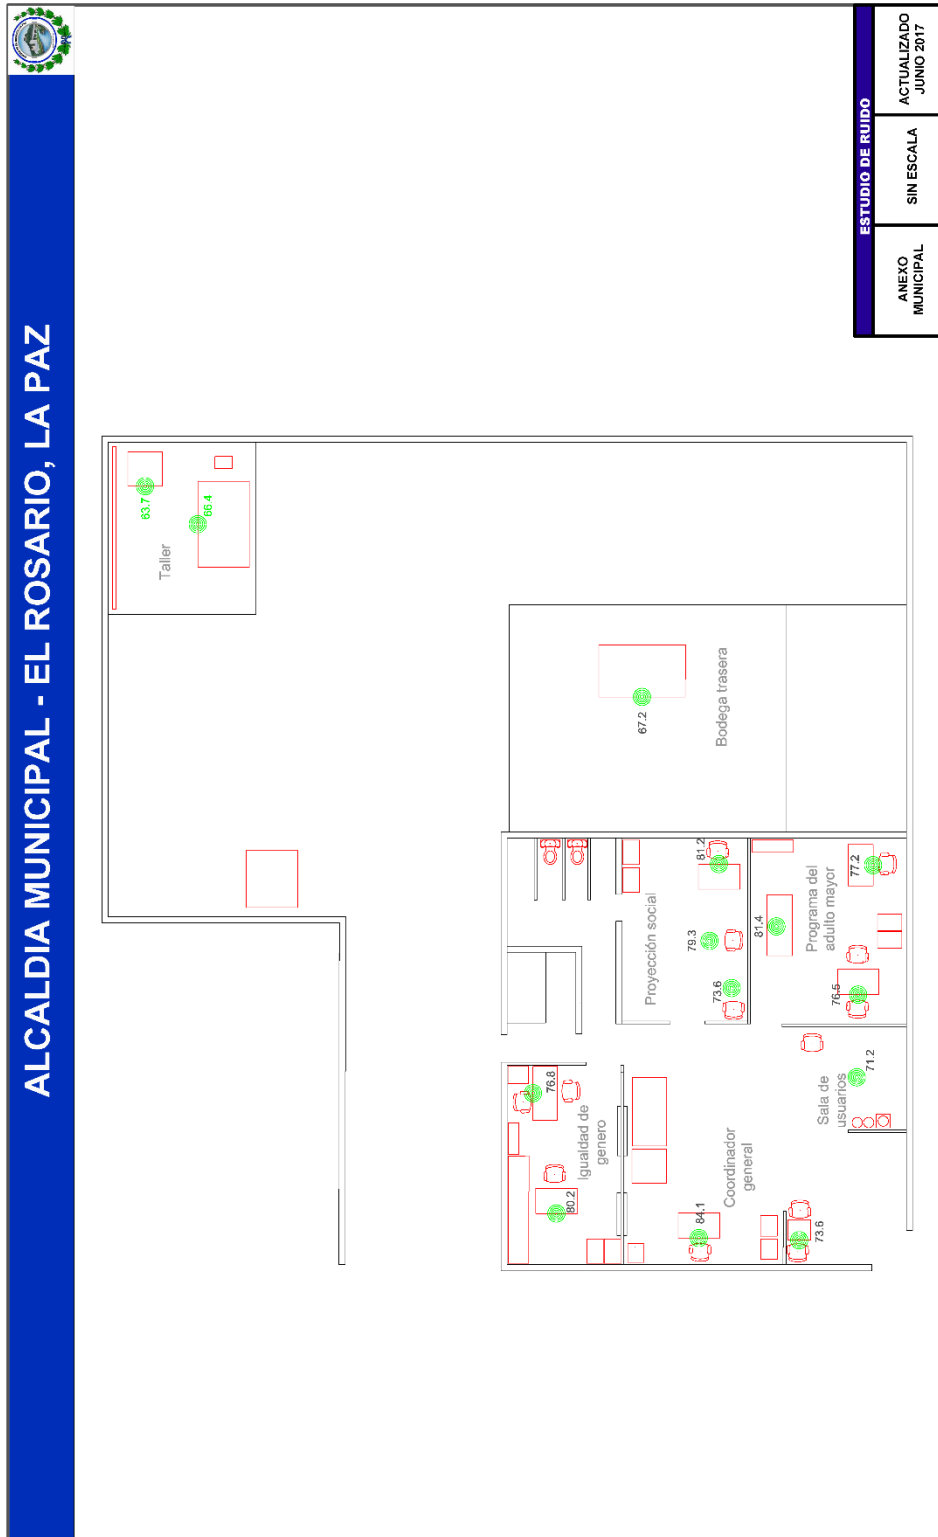 ALCALDIA MUNICIPAL - EL ROSARIO, LA PAZ
63.7
66.4
Taller
67.2
Bodega trasera
81.2
79.3
73.6
Proyección social
77.2
81.4
76.5
Programa del
adulto mayor
71.2
Sala de
usuarios
76.8
80.2
Igualdad de
genero
84.1
Coordinador
general
73.6
ESTUDIO DE RUIDO
ANEXO
MUNICIPAL
SIN ESCALA
ACTUALIZADO
JUNIO 2017